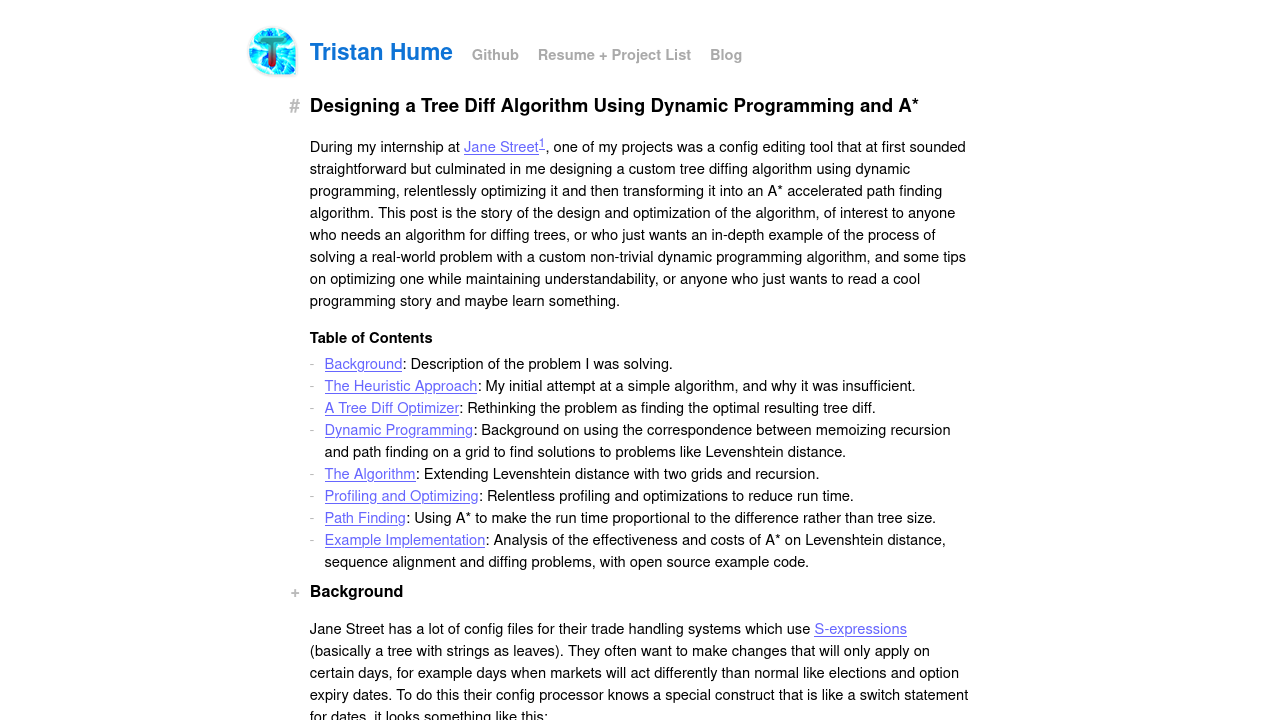 Tristan Hume Github Resume + Project List Blog
# Designing a Tree Diff Algorithm Using Dynamic Programming and A*
During my internship at Jane Street1, one of my projects was a config editing tool that at first sounded
straightforward but culminated in me designing a custom tree diffing algorithm using dynamic
programming, relentlessly optimizing it and then transforming it into an A* accelerated path finding
algorithm. This post is the story of the design and optimization of the algorithm, of interest to anyone
who needs an algorithm for diffing trees, or who just wants an in-depth example of the process of
solving a real-world problem with a custom non-trivial dynamic programming algorithm, and some tips
on optimizing one while maintaining understandability, or anyone who just wants to read a cool
programming story and maybe learn something.
Table of Contents
- Background: Description of the problem I was solving.
- The Heuristic Approach: My initial attempt at a simple algorithm, and why it was insufficient.
- A Tree Diff Optimizer: Rethinking the problem as finding the optimal resulting tree diff.
- Dynamic Programming: Background on using the correspondence between memoizing recursion
and path finding on a grid to find solutions to problems like Levenshtein distance.
- The Algorithm: Extending Levenshtein distance with two grids and recursion.
- Profiling and Optimizing: Relentless profiling and optimizations to reduce run time.
- Path Finding: Using A* to make the run time proportional to the difference rather than tree size.
- Example Implementation: Analysis of the effectiveness and costs of A* on Levenshtein distance,
sequence alignment and diffing problems, with open source example code.
+ Background
Jane Street has a lot of config files for their trade handling systems which use S-expressions
(basically a tree with strings as leaves). They often want to make changes that will only apply on
certain days, for example days when markets will act differently than normal like elections and option
expiry dates. To do this their config processor knows a special construct that is like a switch statement
for dates, it looks something like this: